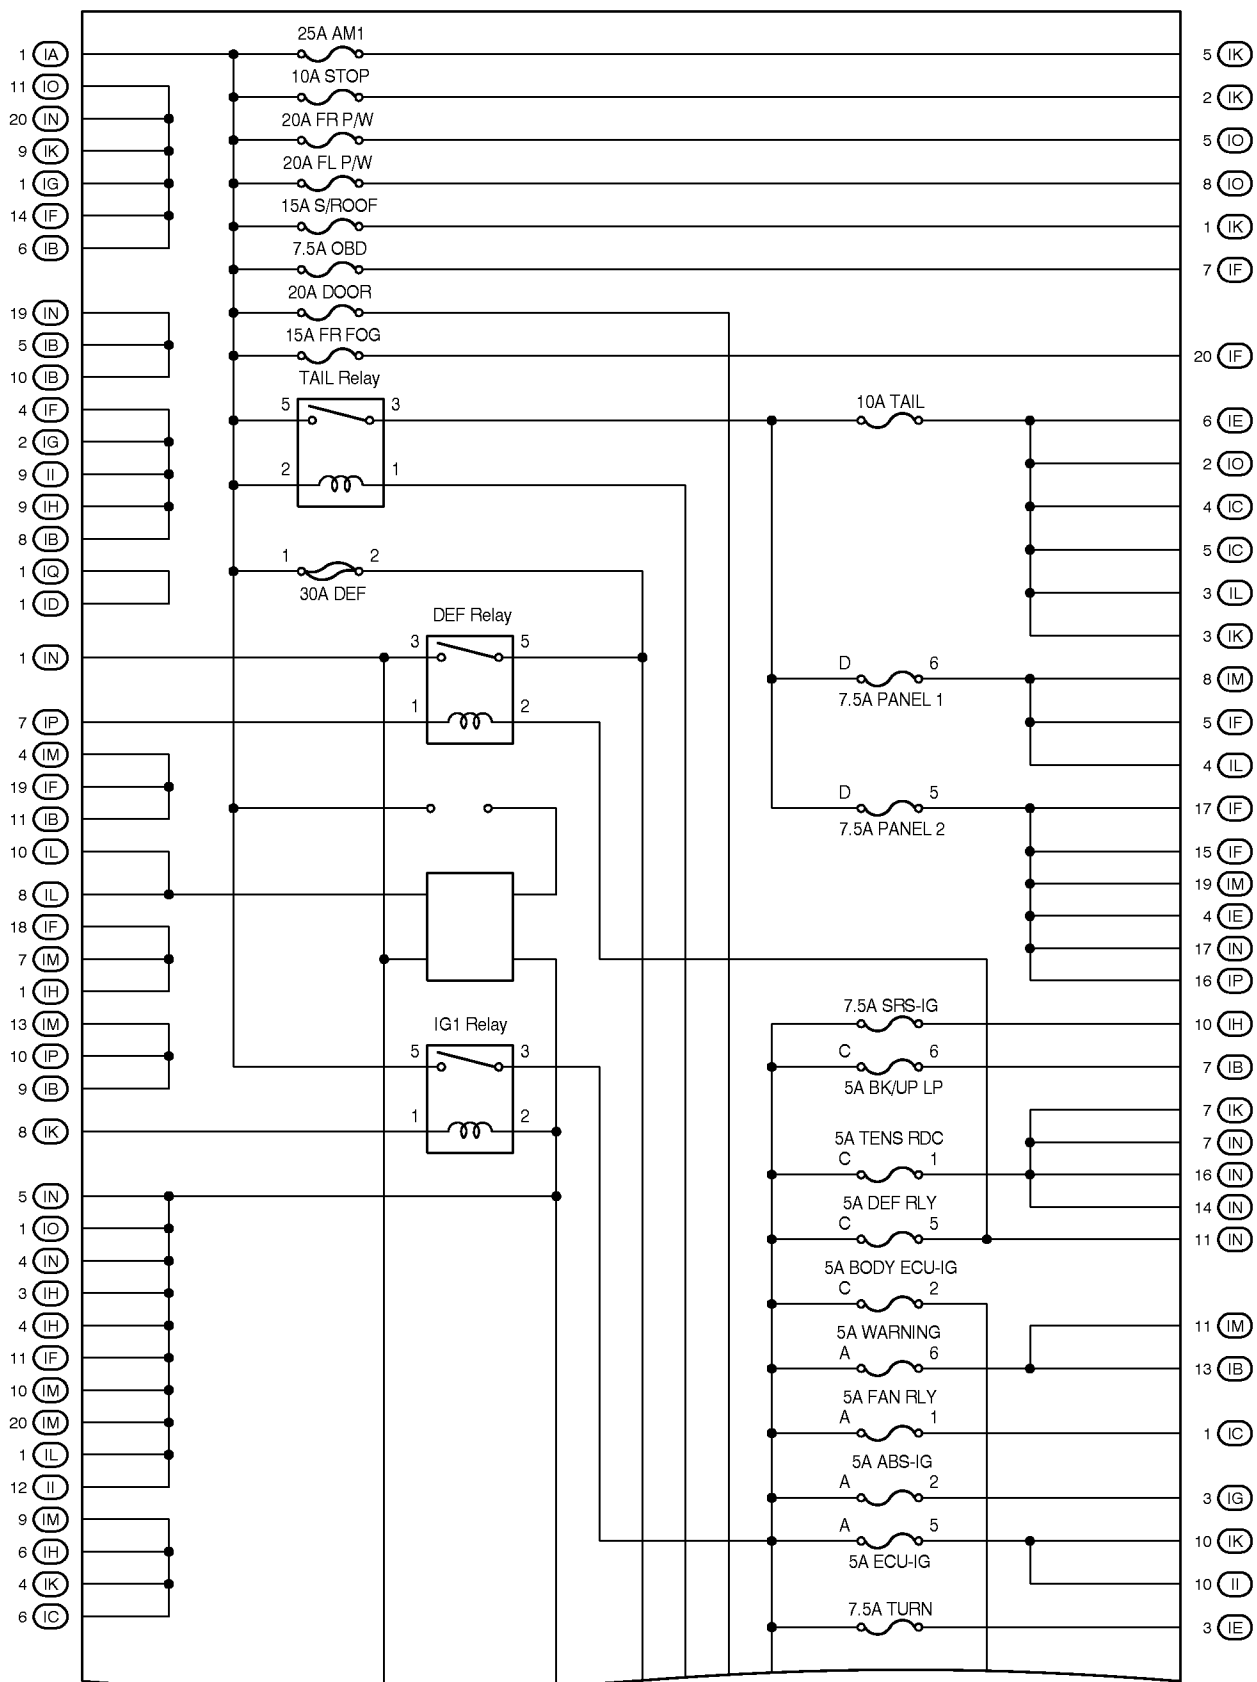 25A AM1
1 IA
5 IK
10A STOP
11 IO
2 IK
20A FR P/W
20 IN
5 IO
9 IK
20A FL P/W
1 IG
8 IO
15A S/ROOF
14 IF
1 IK
6 IB
7.5A OBD
7 IF
20A DOOR
19 IN
15A FR FOG
5 IB
20 IF
10 IB
TAIL Relay
4 IF
5 3
10A TAIL
6 IE
2 IG
2 IO
9 II
2 1
9 IH
4 IC
8 IB
5 IC
1 IQ
1 2
30A DEF
3 IL
1 ID
DEF Relay
3 IK
1 IN
3 5
D 6
8 IM
7.5A PANEL 1
7 IP
1 2
5 IF
4 IM
4 IL
19 IF
D 5
17 IF
11 IB
7.5A PANEL 2
10 IL
15 IF
8 IL
19 IM
18 IF
4 IE
7 IM
17 IN
1 IH
16 IP
7.5A SRS-IG
13 IM
IG1 Relay
10 IH
10 IP
5 3
C 6
7 IB
9 IB
5A BK/UP LP
7 IK
8 IK
1 2
5A TENS RDC
7 IN
C 1
16 IN
5 IN
5A DEF RLY
14 IN
1 IO
C 5
11 IN
4 IN
5A BODY ECU-IG
3 IH
C 2
4 IH
5A WARNING
11 IM
11 IF
A 6
13 IB
10 IM
5A FAN RLY
20 IM
A 1
1 IC
1 IL
5A ABS-IG
12 II
A 2
3 IG
9 IM
A 5
10 IK
6 IH
5A ECU-IG
4 IK
10 II
6 IC
7.5A TURN
3 IE